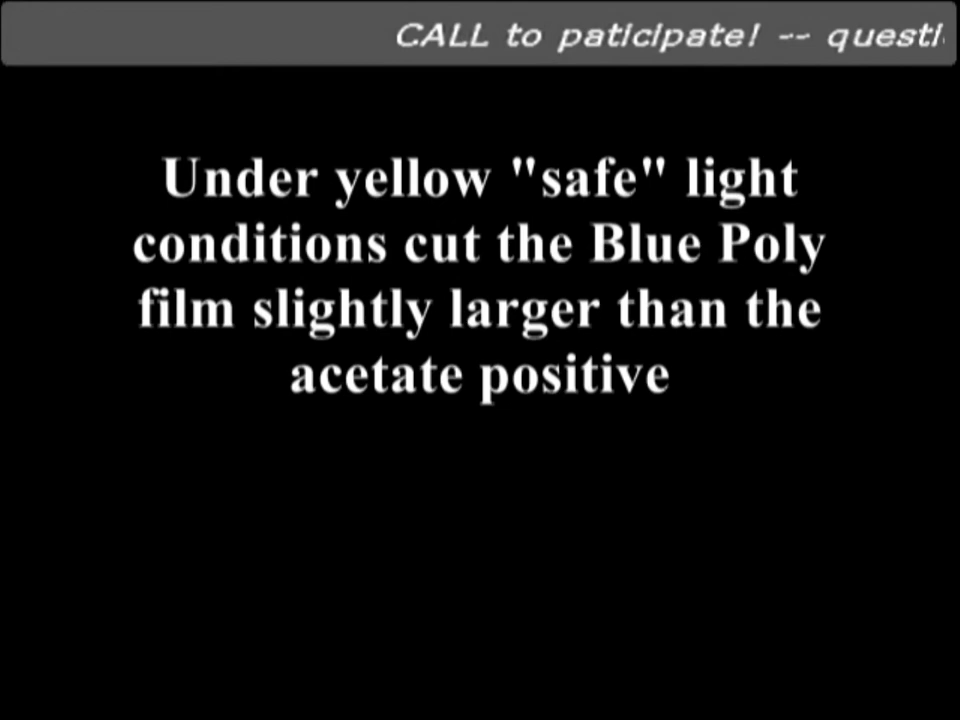 CALL to paticipate! -- questi
Under yellow "safe" light
conditions cut the Blue Poly
film slightly larger than the
acetate positive